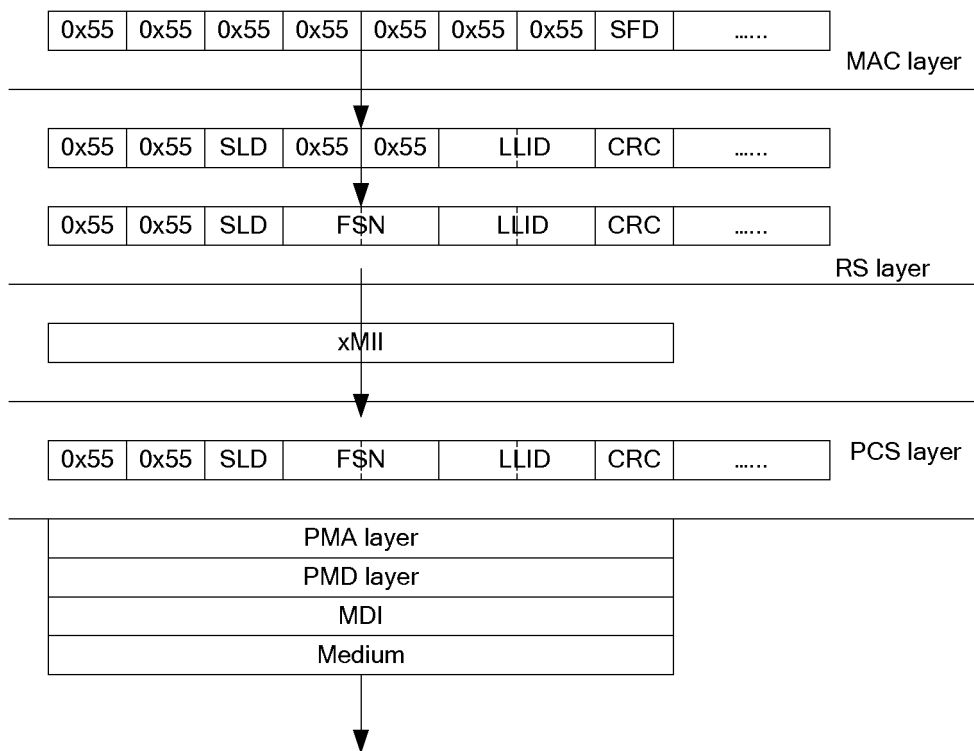 0x55 0x55 0x55 0x55 0x55 0x55 0x55 SFD ......
MAC layer
0x55 0x55 SLD 0x55 0x55 LLID CRC ......
0x55 0x55 SLD FSN LLID CRC ......
RS layer
xMII
0x55 0x55 SLD FSN LLID CRC ......
PCS layer
PMA layer
PMD layer
MDI
Medium